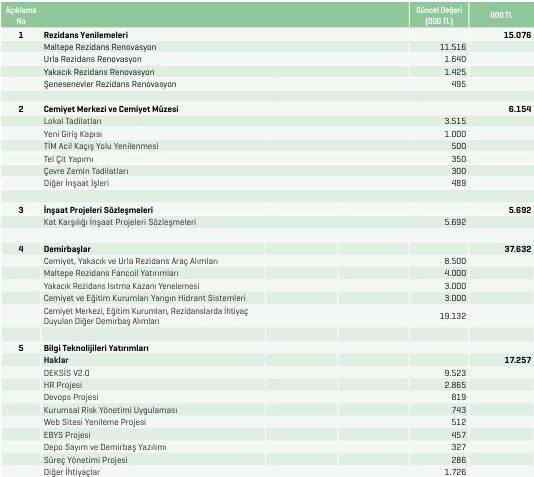 Açıklama No Güncel Değeri (000 TL) 000 TL
1 Rezidans Yenilemeleri 15.076
Maltepe Rezidans Renovasyon 11.516
Urla Rezidans Renovasyon 1.640
Yakacık Rezidans Renovasyon 1.425
Şenesenevler Rezidans Renovasyon 495
2 Cemiyet Merkezi ve Cemiyet Müzesi 6.154
Lokal Tadilatları 3.515
Yeni Giriş Kapısı 1.000
TİM Acil Kaçış Yolu Yenilenmesi 500
Tel Çit Yapımı 350
Çevre Zemin Tadilatları 300
Diğer İnşaat İşleri 489
3 İnşaat Projeleri Sözleşmeleri 5.692
Kat Karşılığı İnşaat Projeleri Sözleşmeleri 5.692
4 Demirbaşlar 37.632
Cemiyet, Yakacık ve Urla Rezidans Araç Alımları 8.500
Maltepe Rezidans Fancoil Yatırımları 4.000
Yakacık Rezidans Isıtma Kazanı Yenelemesi 3.000
Cemiyet ve Eğitim Kurumları Yangın Hidrant Sistemleri 3.000
Cemiyet Merkezi, Eğitim Kurumları, Rezidanslarda İhtiyaç
Duyulan Diğer Demirbaş Alımları 19.132
5 Bilgi Teknolijileri Yatırımları
Haklar 17.257
DEKSİS V2.0 9.523
HR Projesi 2.865
Devops Projesi 819
Kurumsal Risk Yönetimi Uygulaması 743
Web Sitesi Yenileme Projesi 512
EBYS Projesi 457
Depo Sayım ve Demirbaş Yazılımı 327
Süreç Yönetimi Projesi 286
Diğer İhtiyaçlar 1.726